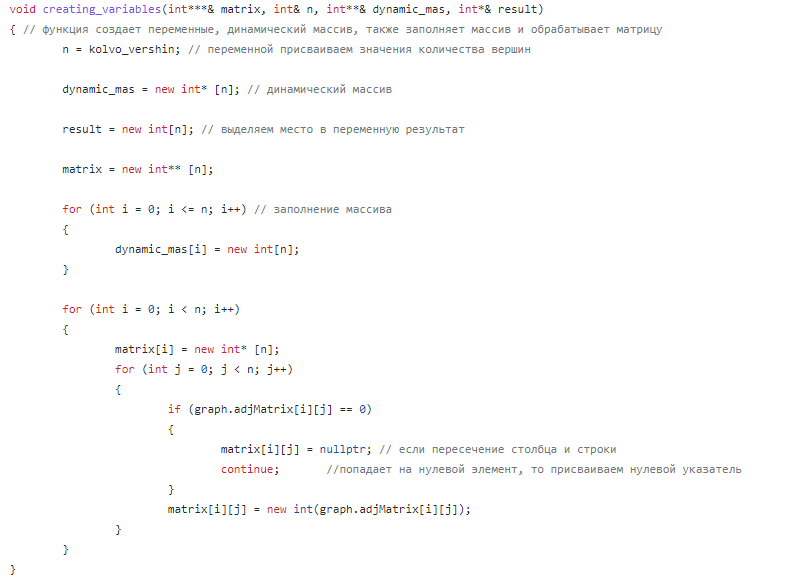 void creating_variables(int***& matrix, int& n, int**& dynamic_mas, int*& result)
{ // функция создает переменные, динамический массив, также заполняет массив и обрабатывает матрицу
n = kolvo_vershin; // переменной присваиваем значения количества вершин
dynamic_mas = new int* [n]; // динамический массив
result = new int[n]; // выделяем место в переменную результат
matrix = new int** [n];
for (int i = 0; i <= n; i++) // заполнение массива
{
dynamic_mas[i] = new int[n];
}
for (int i = 0; i < n; i++)
{
matrix[i] = new int* [n];
for (int j = 0; j < n; j++)
{
if (graph.adjMatrix[i][j] == 0)
{
matrix[i][j] = nullptr; // если пересечение столбца и строки
continue; //попадает на нулевой элемент, то присваиваем нулевой указатель
}
matrix[i][j] = new int(graph.adjMatrix[i][j]);
}
}
}